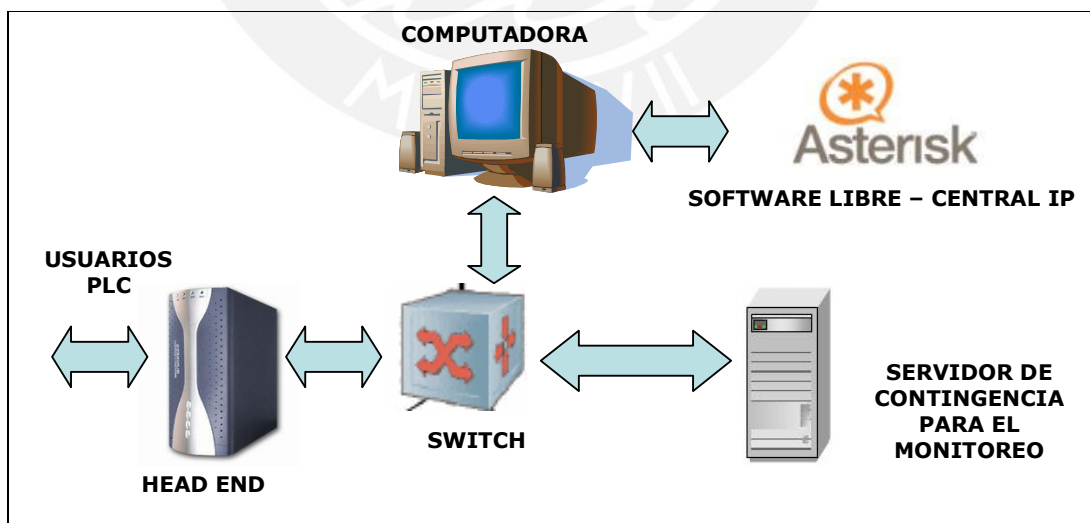 COMPUTADORA
Asterisk
SOFTWARE LIBRE – CENTRAL IP
USUARIOS
PLC
SERVIDOR DE
CONTINGENCIA
PARA EL
MONITOREO
SWITCH
HEAD END